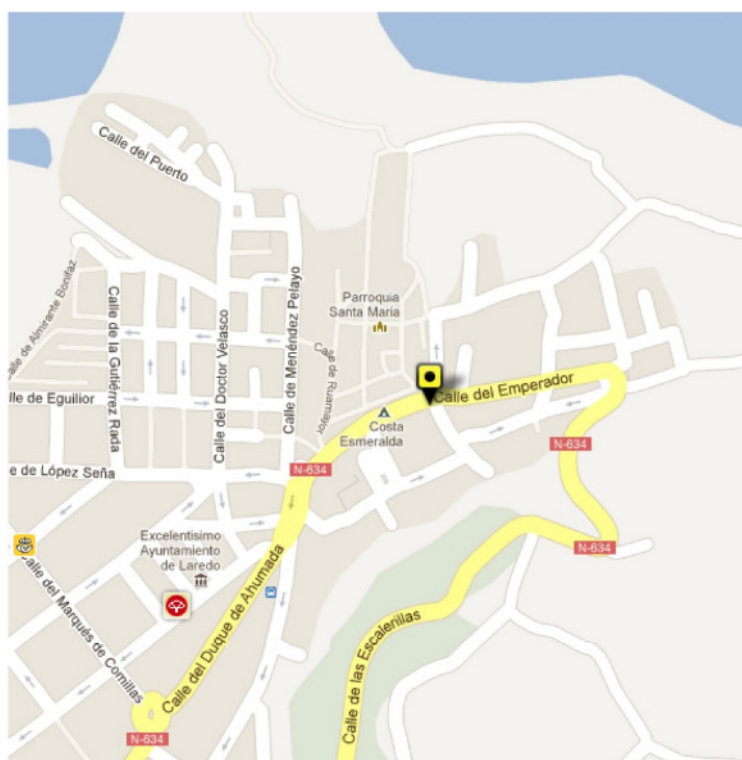 Calle del Puerto
Calle de Almirante Bonifaz
Calle de la Gutiérrez Rada
Calle del Doctor Velasco
Calle de Menéndez Pelayo
Parroquia
Santa Maria
Calle de Ruamayor
Calle del Emperador
lle de Eguilior
Costa
Esmeralda
N-634
N-634
e de López Seña
Excelentisimo
Ayuntamiento
de Laredo
N-634
Calle del Marqués de Comillas
Calle del Duque de Ahumada
Calle de las Escalerillas
N-634